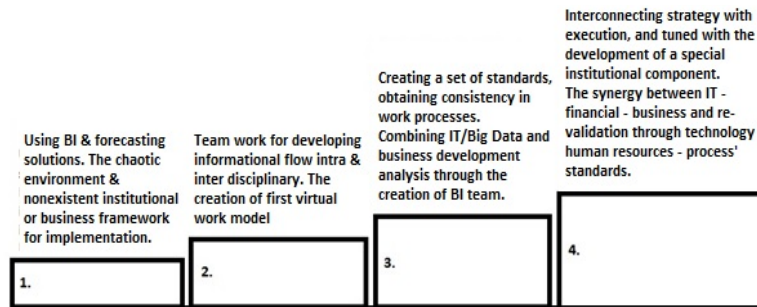 Using BI & forecasting
solutions. The chaotic
environment &
nonexistent institutional
or business framework
for implementation.
1.
Team work for developing
informational flow intra &
inter disciplinary. The
creation of first virtual
work model
2.
Creating a set of standards,
obtaining consistency in
work processes.
Combining IT/Big Data and
business development
analysis through the
creation of BI team.
3.
Interconnecting strategy with
execution, and tuned with the
development of a special
institutional component.
The synergy between IT -
financial - business and re-
validation through technology
human resources - process'
standards.
4.